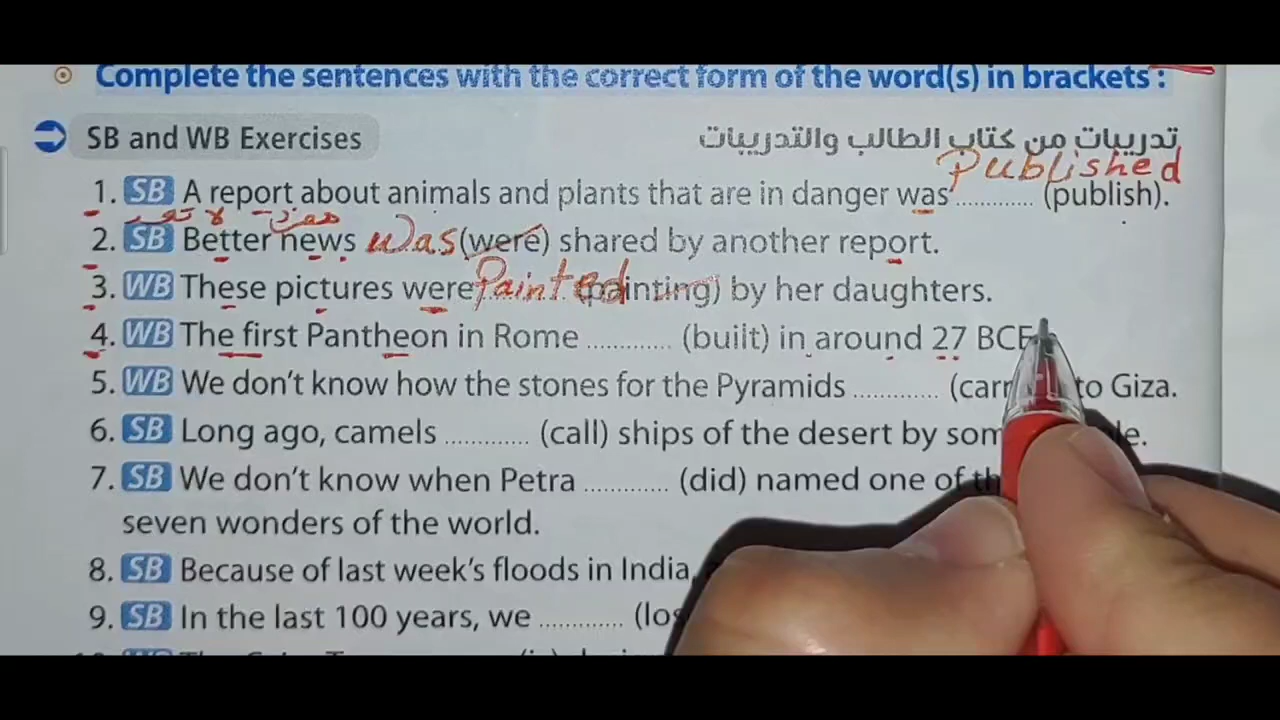 Complete the sentences with the correct form of the word(s) in brackets :
SB and WB Exercises
تدريبات من كتاب الطالب والتدريبات
Published
1. SB A report about animals and plants that are in danger was ............ (publish).
لا تعد مفرد
2. SB Better news was (were) shared by another report.
3. WB These pictures were Painted (painting) by her daughters.
4. WB The first Pantheon in Rome ............ (built) in around 27 BCE
5. WB We don't know how the stones for the Pyramids ............ to Giza.
6. SB Long ago, camels ............ (call) ships of the desert by
7. SB We don't know when Petra ............ (did) named one of
seven wonders of the world.
8. SB Because of last week's floods in India,
9. SB In the last 100 years, we ............